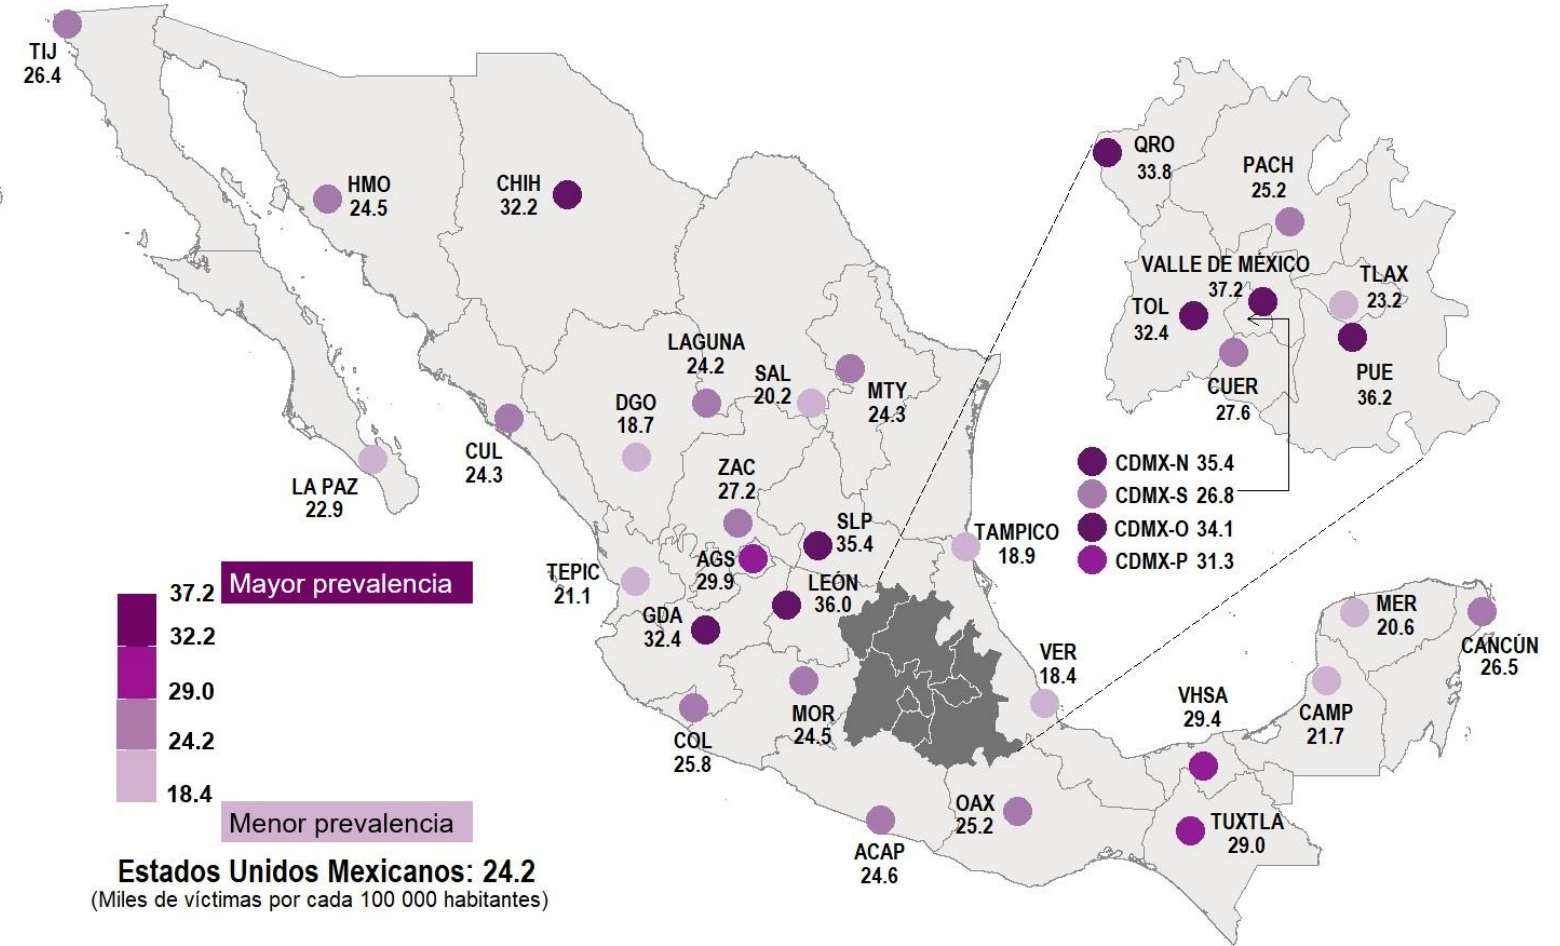 TIJ
26.4
HMO
24.5
CHIH
32.2
LA PAZ
22.9
CUL
24.3
DGO
18.7
LAGUNA
24.2
SAL
20.2
MTY
24.3
ZAC
27.2
SLP
35.4
AGS
29.9
LEÓN
36.0
TEPIC
21.1
GDA
32.4
COL
25.8
MOR
24.5
TAMPICO
18.9
VER
18.4
ACAP
24.6
OAX
25.2
VHSA
29.4
TUXTLA
29.0
CAMP
21.7
MER
20.6
CANCÚN
26.5
QRO
33.8
PACH
25.2
VALLE DE MÉXICO
37.2
TLAX
23.2
TOL
32.4
CUER
27.6
PUE
36.2
CDMX-N 35.4
CDMX-S 26.8
CDMX-O 34.1
CDMX-P 31.3
Mayor prevalencia
37.2
32.2
29.0
24.2
18.4
Menor prevalencia
Estados Unidos Mexicanos: 24.2
(Miles de víctimas por cada 100 000 habitantes)